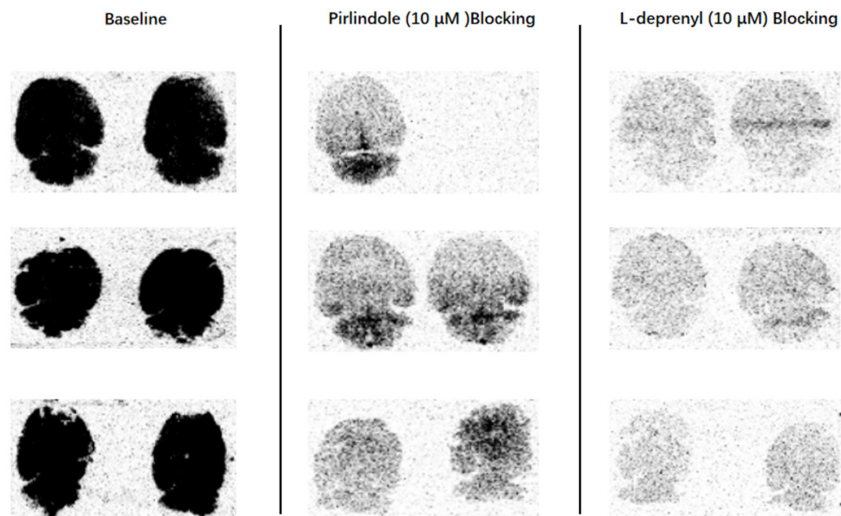 Baseline
Pirlindole (10 μM )Blocking
L-deprenyl (10 μM) Blocking